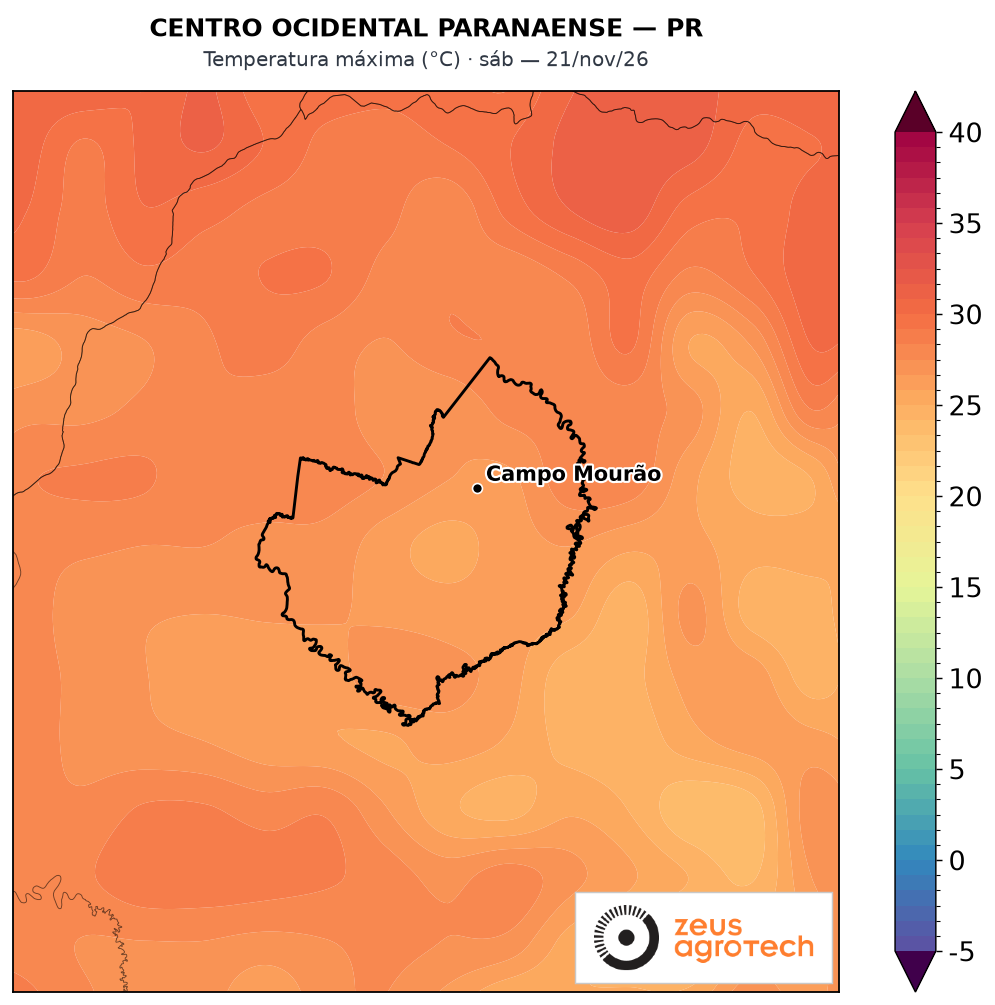 CENTRO OCIDENTAL PARANAENSE — PR
Temperatura máxima (°C) · sáb — 21/nov/26
40
35
30
25
20
15
10
5
0
-5
Campo Mourão
zeus
agrotech